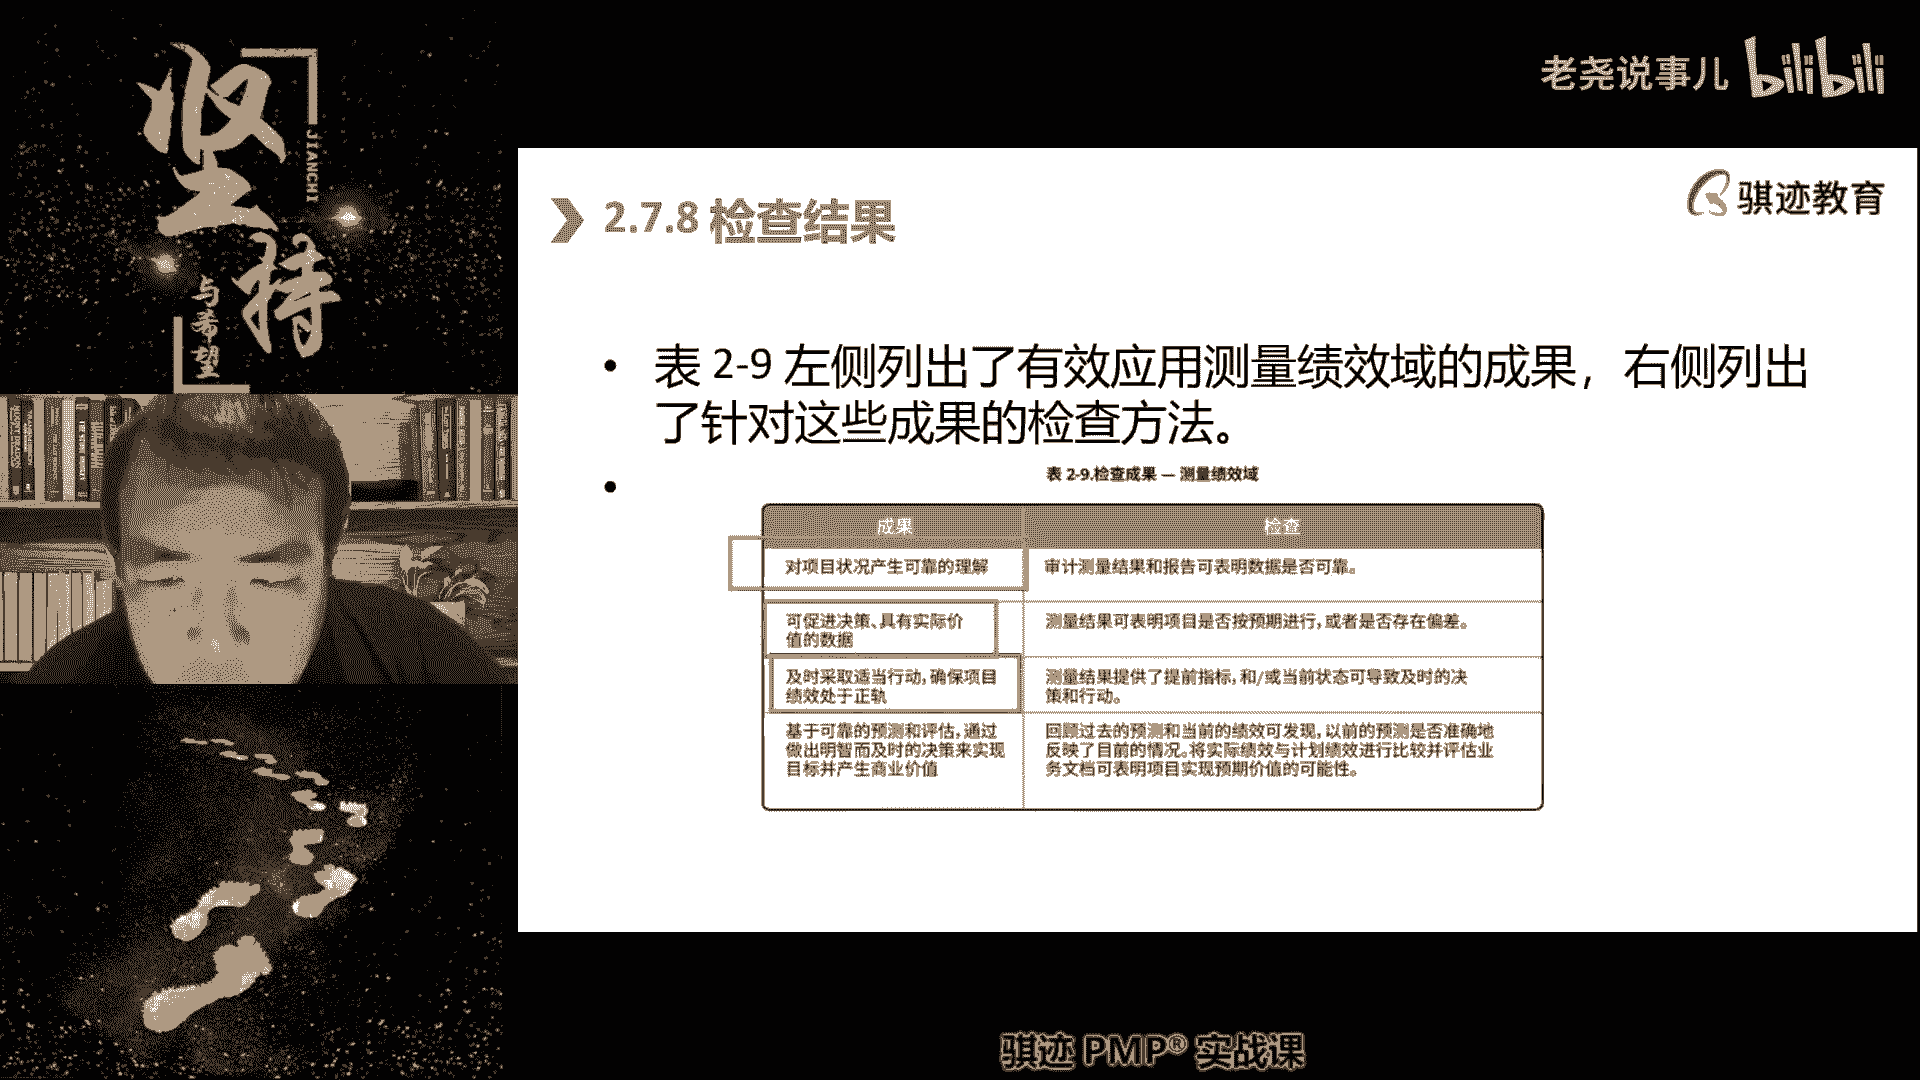 坚持
JIANCHI
与希望
老尧说事儿 bilibili
骐迹教育
2.7.8 检查结果
• 表 2-9 左侧列出了有效应用测量绩效域的成果，右侧列出
了针对这些成果的检查方法。
•
表 2-9.检查成果 — 测量绩效域
成果 检查
对项目状况产生可靠的理解
审计测量结果和报告可表明数据是否可靠。
可促进决策、具有实际价
值的数据
测量结果可表明项目是否按预期进行，或者是否存在偏差。
及时采取适当行动，确保项目
绩效处于正轨
测量结果提供了提前指标，和/或当前状态可导致及时的决
策和行动。
基于可靠的预测和评估，通过
做出明智而及时的决策来实现
目标并产生商业价值
回顾过去的预测和当前的绩效可发现，以前的预测是否准确地
反映了目前的情况。将实际绩效与计划绩效进行比较并评估业
务文档可表明项目实现预期价值的可能性。
骐迹 PMP® 实战课